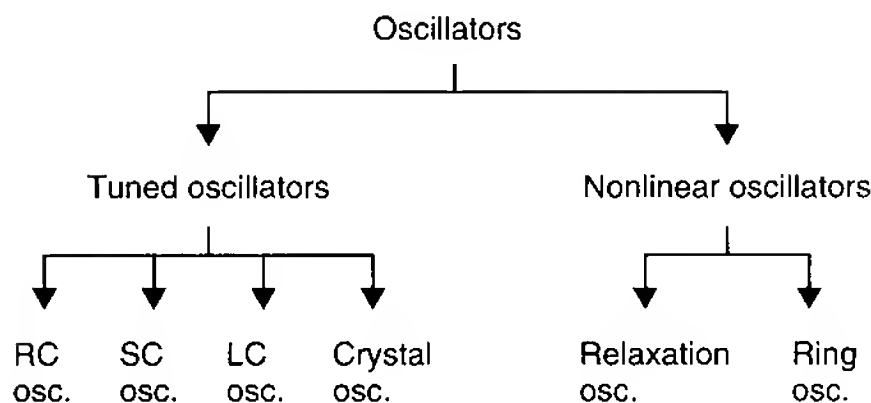 Oscillators
Tuned oscillators
Nonlinear oscillators
RC
osc.
SC
osc.
LC
osc.
Crystal
osc.
Relaxation
osc.
Ring
osc.